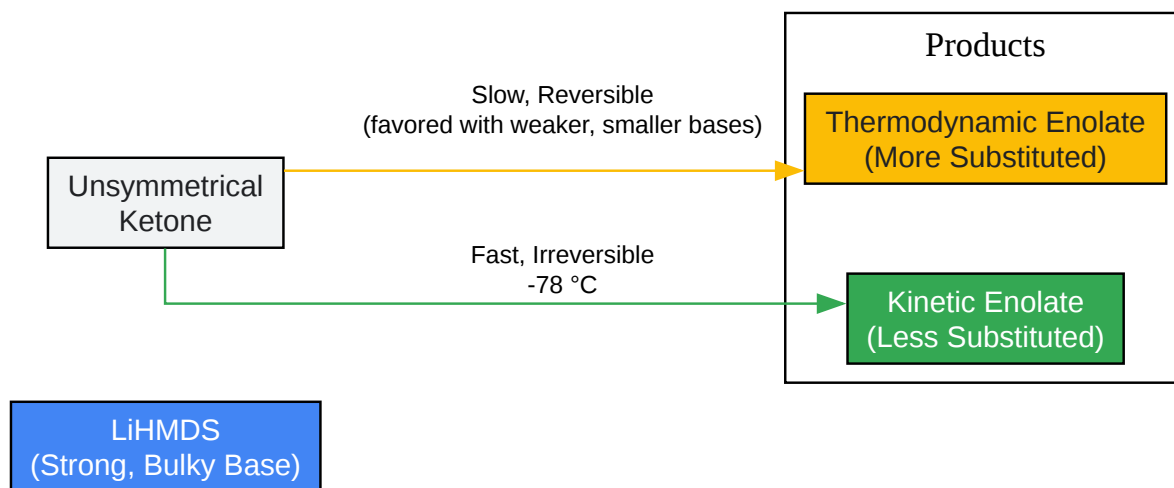 Products
Slow, Reversible
(favored with weaker, smaller bases)
Thermodynamic Enolate
(More Substituted)
Unsymmetrical
Ketone
Fast, Irreversible
-78 °C
Kinetic Enolate
(Less Substituted)
LiHMDS
(Strong, Bulky Base)